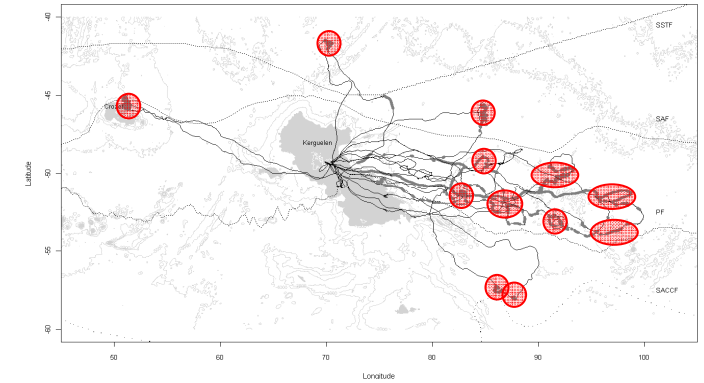 -40
SSTF
-45
Crozet
SAF
Kerguelen
Latitude
-50
PF
-55
SACCF
-60
50
60
70
80
90
100
Longitude